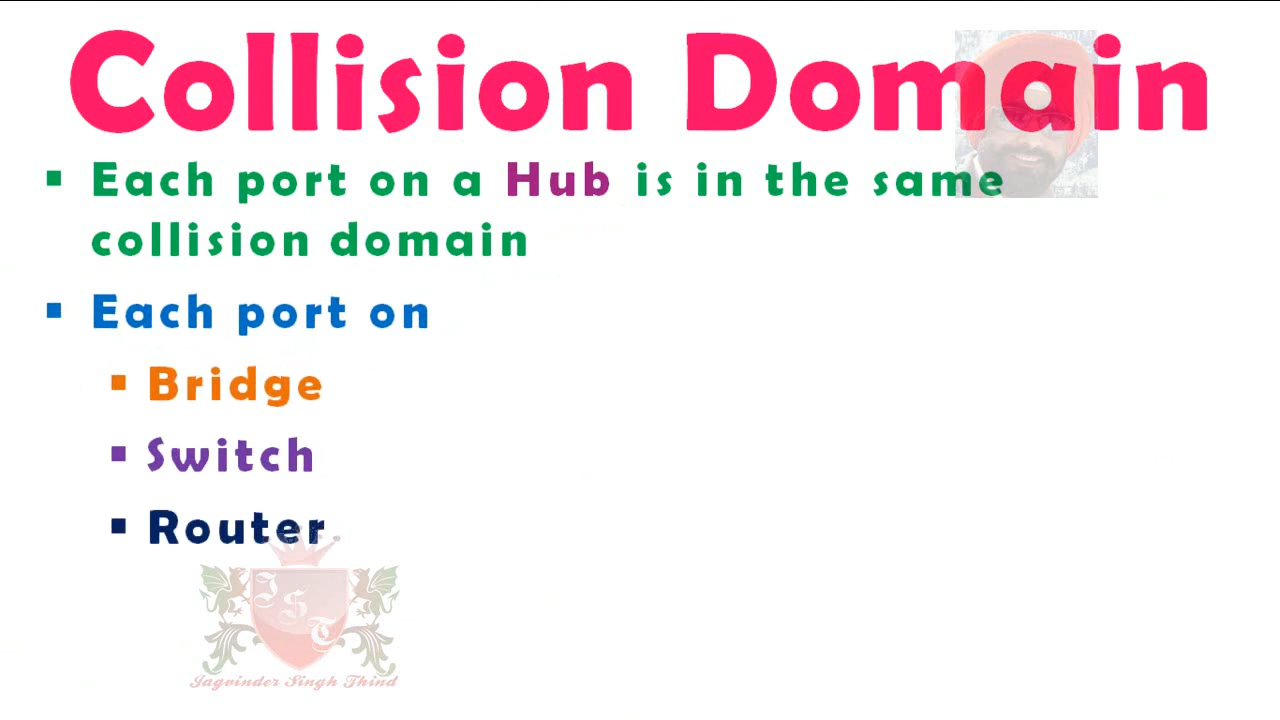 Collision Domain
Each port on a Hub is in the same
collision domain
Each port on
Bridge
Switch
Router
J S T
Jagvinder Singh Thind